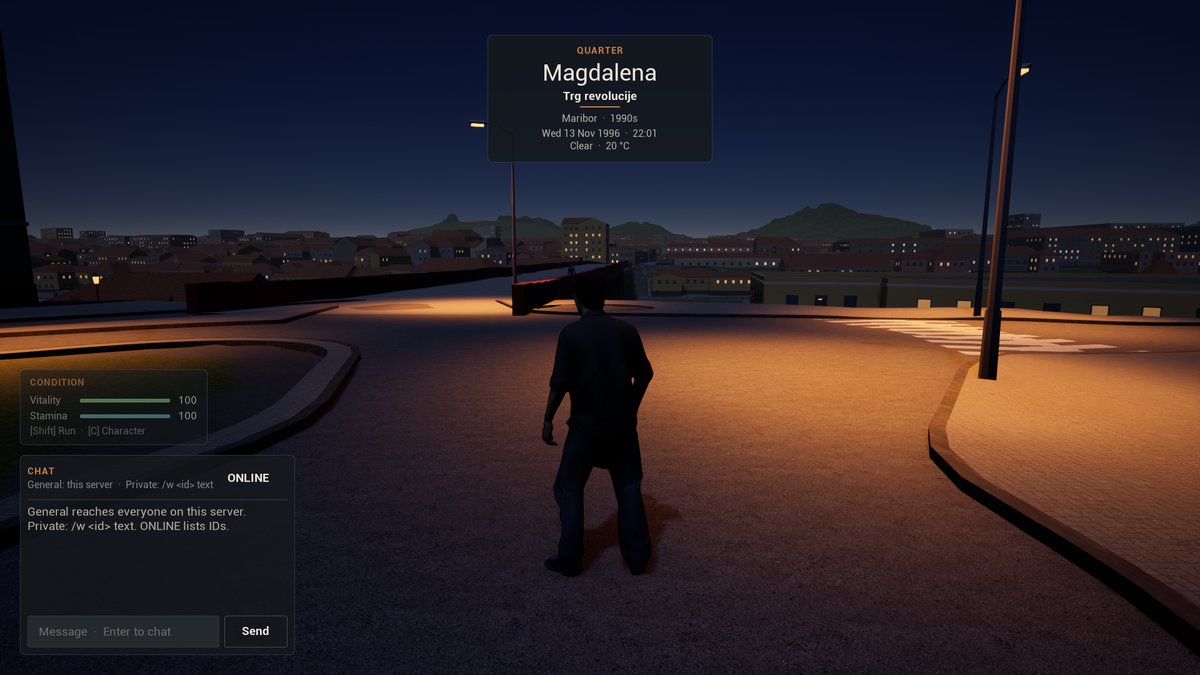 QUARTER
Magdalena
Trg revolucije
Maribor · 1990s
Wed 13 Nov 1996 · 22:01
Clear · 20 °C
CONDITION
Vitality 100
Stamina 100
[Shift] Run · [C] Character
CHAT
General: this server · Private: /w <id> text
ONLINE
General reaches everyone on this server.
Private: /w <id> text. ONLINE lists IDs.
Message · Enter to chat
Send